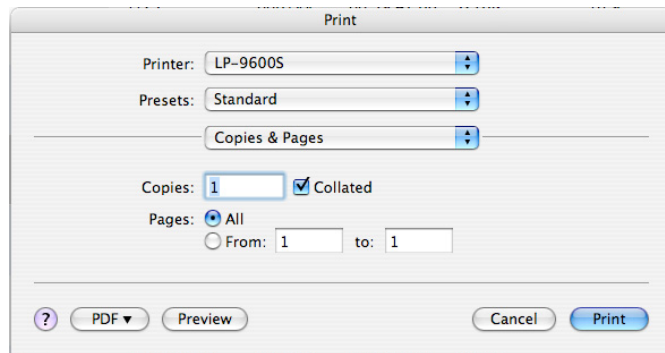 Print
Printer: LP-9600S
Presets: Standard
Copies & Pages
Copies: 1 Collated
Pages: All
From: 1 to: 1
? PDF ▼ Preview Cancel Print